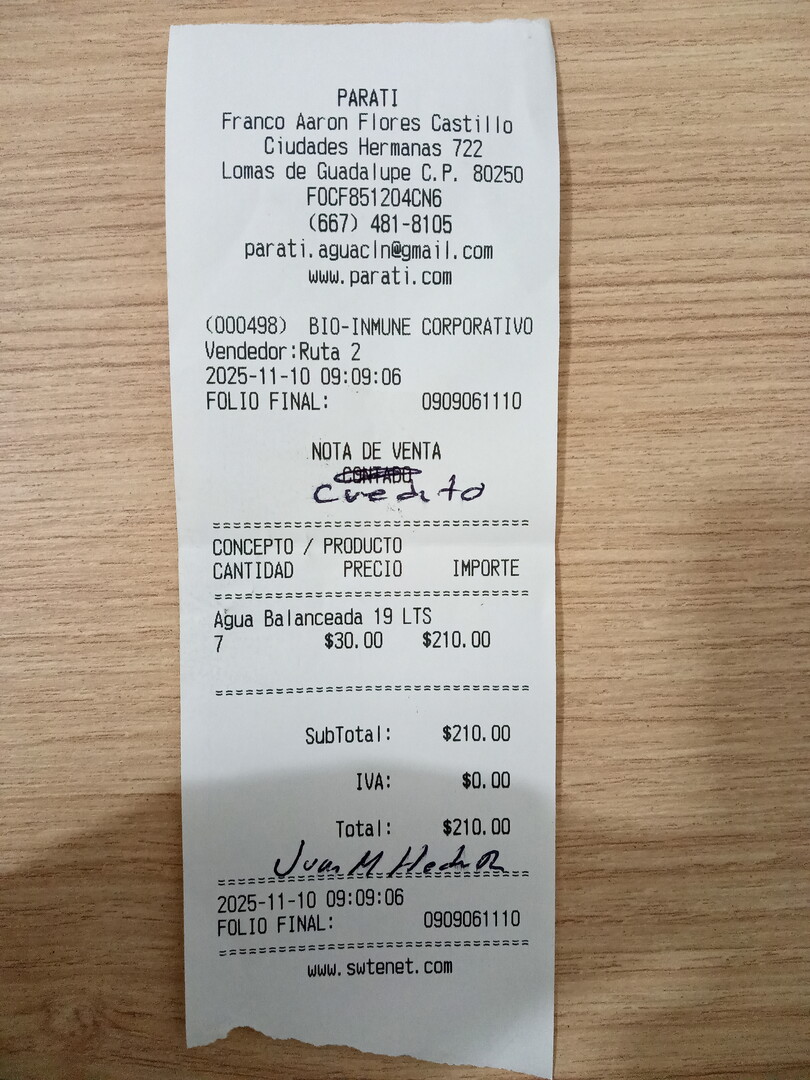 PARATI
Franco Aaron Flores Castillo
Ciudades Hermanas 722
Lomas de Guadalupe C.P. 80250
FOCF851204CN6
(667) 481-8105
parati.aguacln@gmail.com
www.parati.com
(000498) BIO-INMUNE CORPORATIVO
Vendedor:Ruta 2
2025-11-10 09:09:06
FOLIO FINAL: 0909061110
NOTA DE VENTA
CONTADO
Credito
CONCEPTO / PRODUCTO
CANTIDAD PRECIO IMPORTE
Agua Balanceada 19 LTS
7 $30.00 $210.00
SubTotal: $210.00
IVA: $0.00
Total: $210.00
Juan M
2025-11-10 09:09:06
FOLIO FINAL: 0909061110
www.swtenet.com